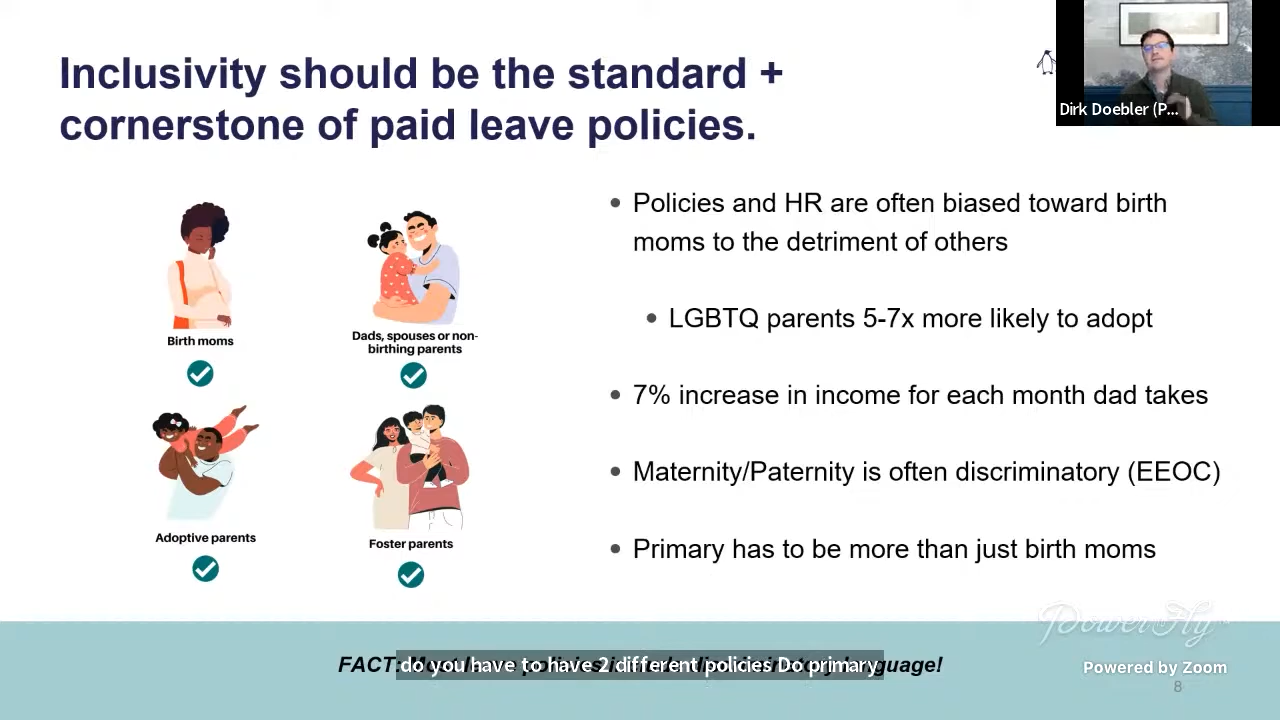 Inclusivity should be the standard +
cornerstone of paid leave policies.
Dirk Doebler (P...
Birth moms
Dads, spouses or non-
birthing parents
Adoptive parents
Foster parents
• Policies and HR are often biased toward birth
moms to the detriment of others
• LGBTQ parents 5-7x more likely to adopt
• 7% increase in income for each month dad takes
• Maternity/Paternity is often discriminatory (EEOC)
• Primary has to be more than just birth moms
PowerToFly
FACT:
do you have to have 2 different policies Do primary
Powered by Zoom
8